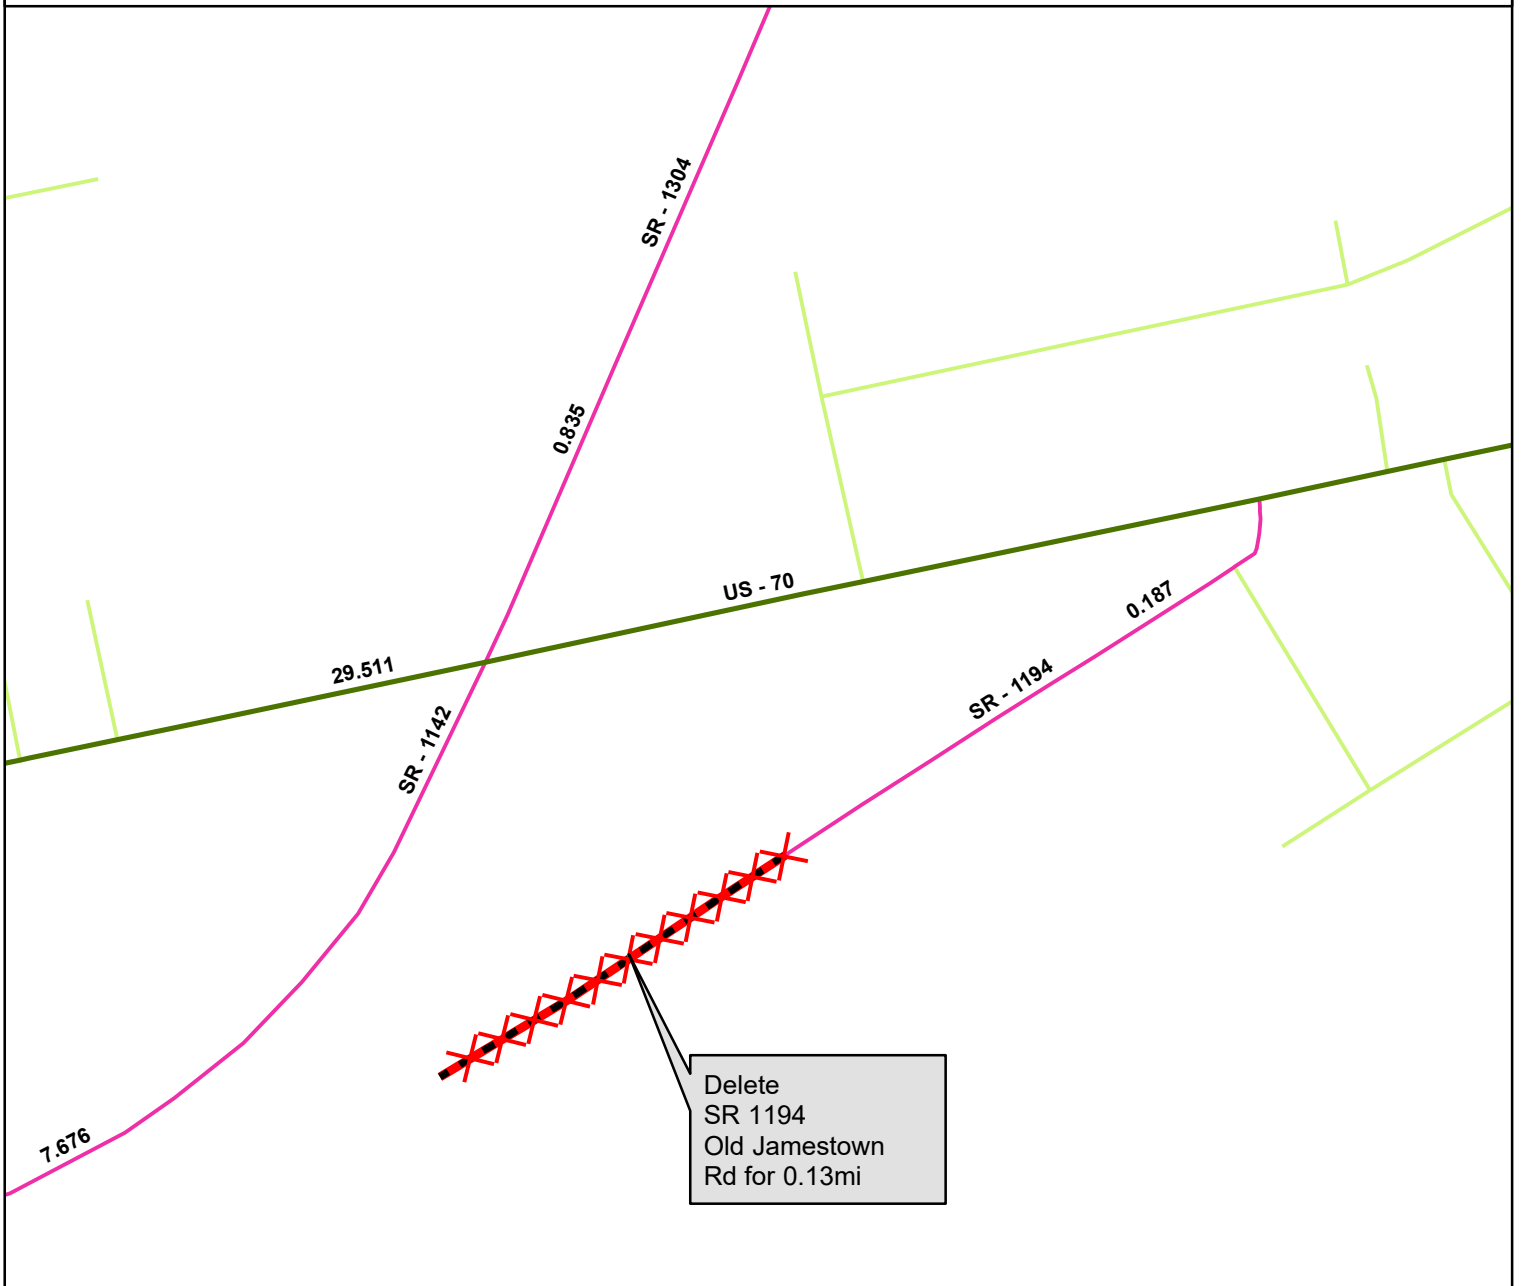 SR - 1304
0.835
US - 70
29.511
0.187
SR - 1194
SR - 1142
7.676
Delete
SR 1194
Old Jamestown
Rd for 0.13mi